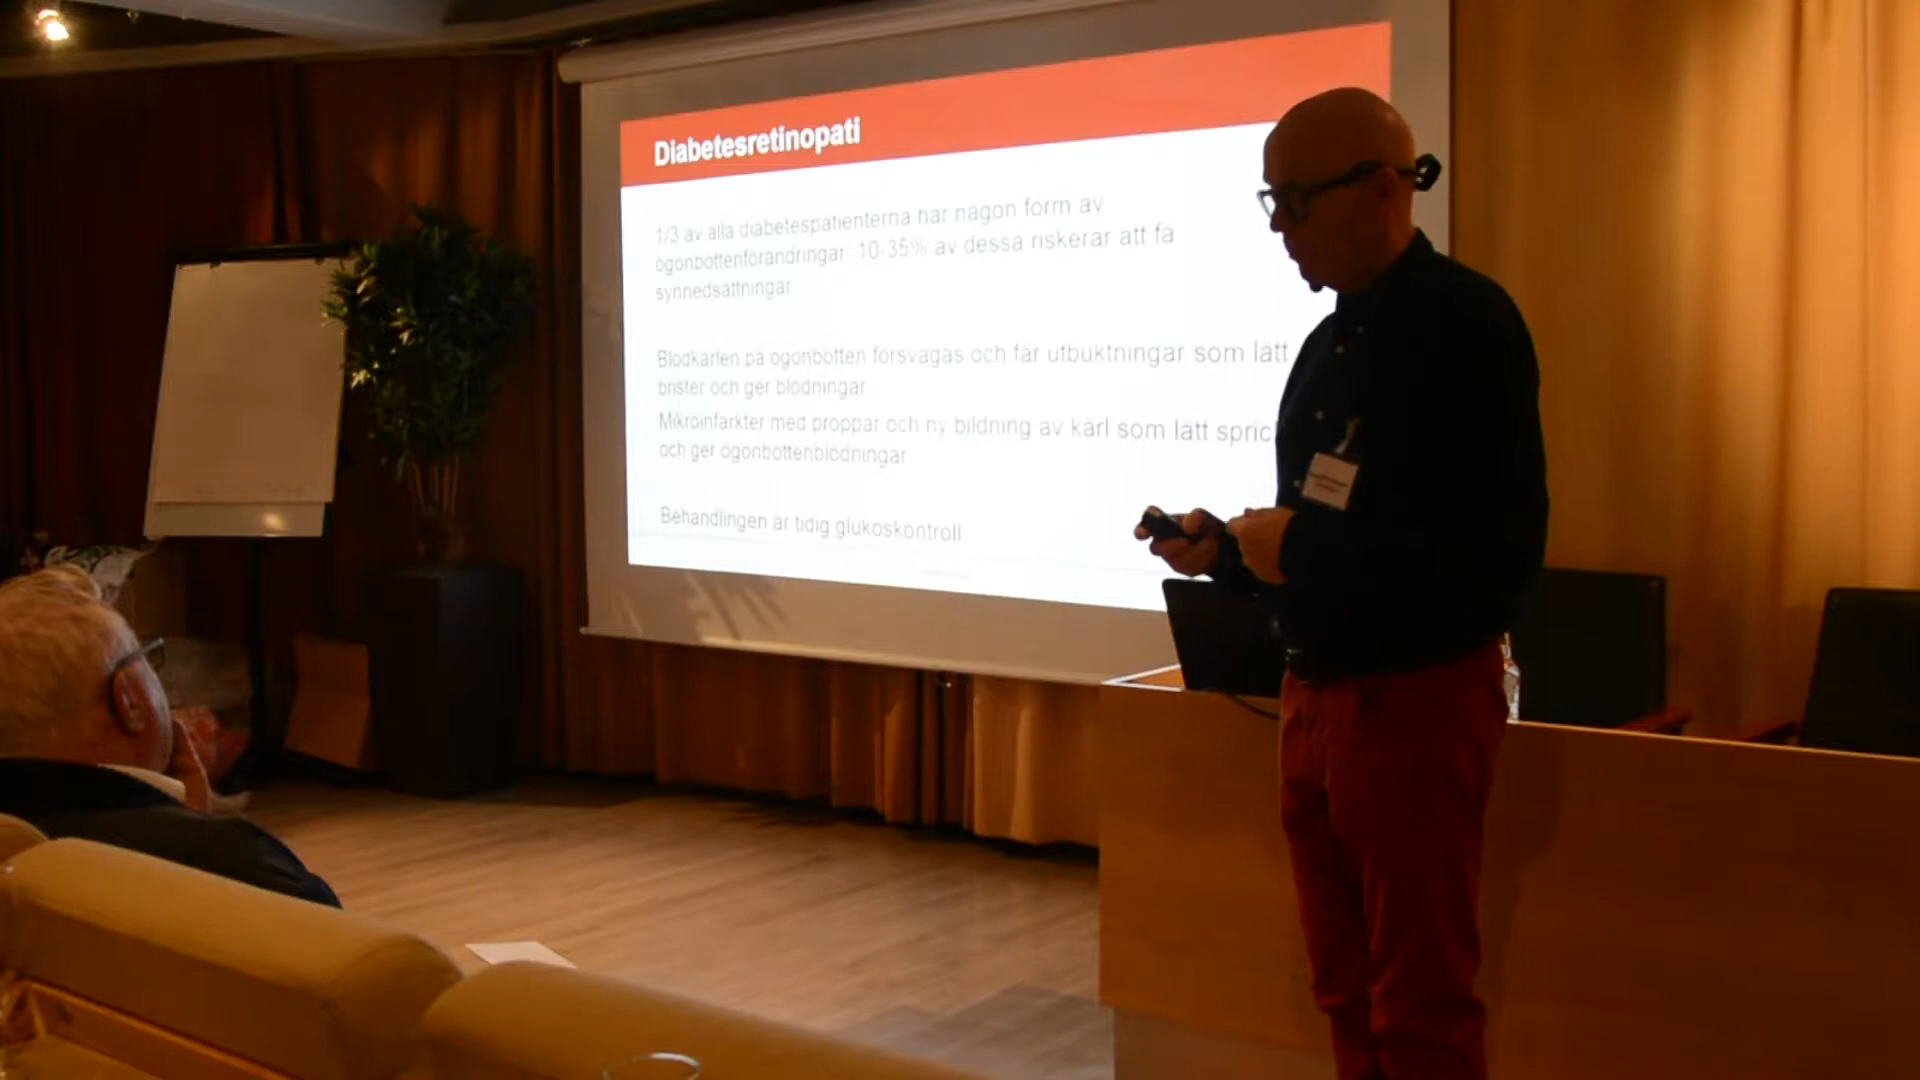 Diabetesretinopati
1/3 av alla diabetespatienterna har någon form av
ögonbottenförändringar. 10-35% av dessa riskerar att få
synnedsättningar
Blodkärlen på ögonbotten försvagas och får utbuktningar som lätt
brister och ger blödningar
Mikroinfarkter med proppar och ny bildning av kärl som lätt spric
och ger ögonbottenblödningar
Behandlingen är tidig glukoskontroll